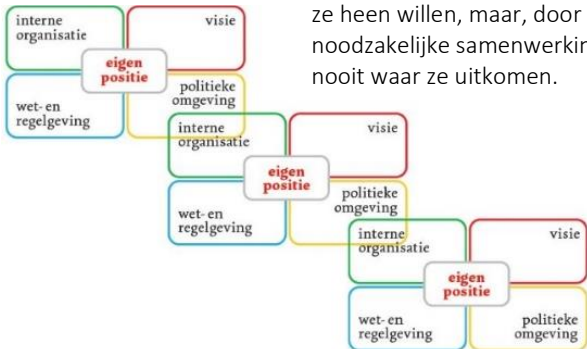 ze heen willen, maar, door
noodzakelijke samenwerkin
nooit waar ze uitkomen.
interne
organisatie
visie
eigen
positie
wet- en
regelgeving
politieke
omgeving
interne
organisatie
visie
eigen
positie
wet- en
regelgeving
politieke
omgeving
interne
organisatie
visie
eigen
positie
wet- en
regelgeving
politieke
omgeving